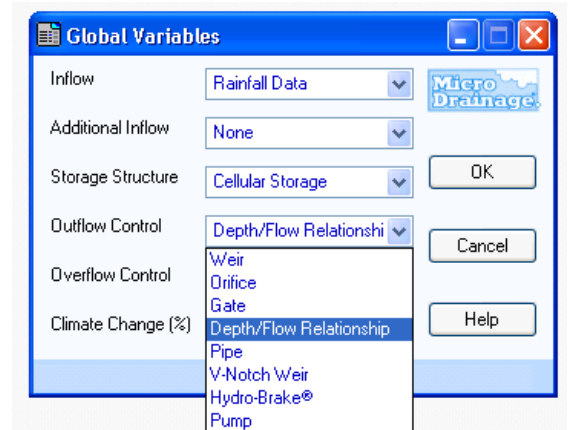 Global Variables
Inflow
Rainfall Data
Micro
Drainage.
Additional Inflow
None
Storage Structure
Cellular Storage
OK
Outflow Control
Depth/Flow Relationshi
Cancel
Weir
Overflow Control
Orifice
Gate
Climate Change (%)
Depth/Flow Relationship
Help
Pipe
V-Notch Weir
Hydro-Brake®
Pump